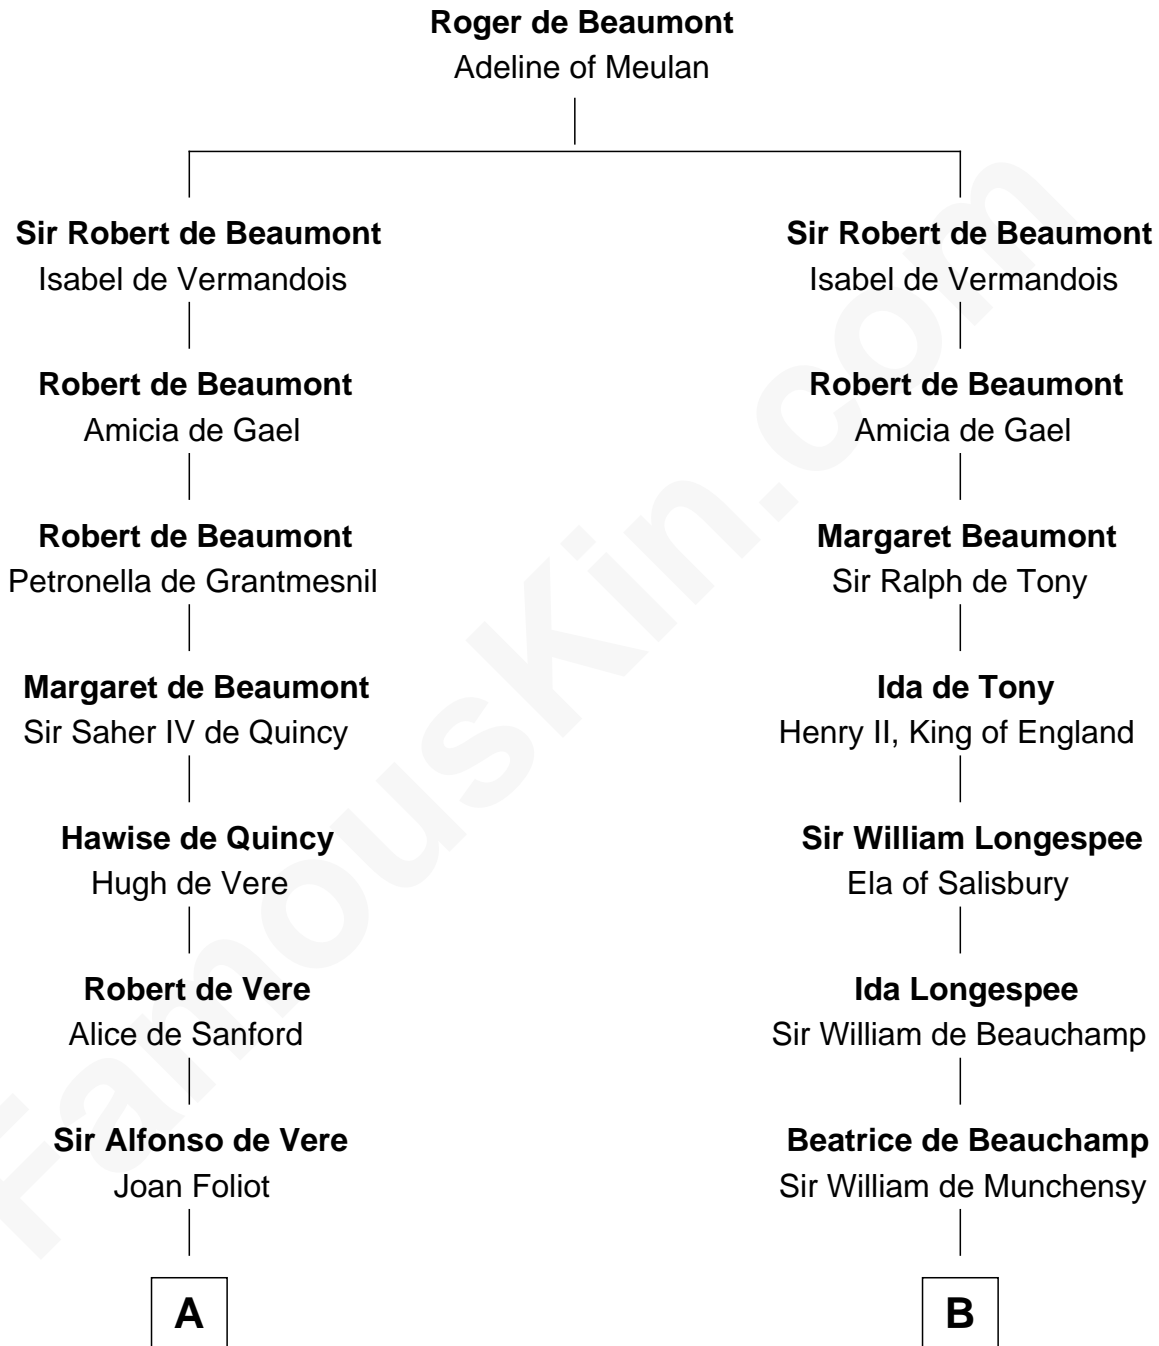 Roger de Beaumont
Adeline of Meulan
Sir Robert de Beaumont
Isabel de Vermandois
Robert de Beaumont
Amicia de Gael
Robert de Beaumont
Petronella de Grantmesnil
Margaret de Beaumont
Sir Saher IV de Quincy
Hawise de Quincy
Hugh de Vere
Robert de Vere
Alice de Sanford
Sir Alfonso de Vere
Joan Foliot
A
Sir Robert de Beaumont
Isabel de Vermandois
Robert de Beaumont
Amicia de Gael
Margaret Beaumont
Sir Ralph de Tony
Ida de Tony
Henry II, King of England
Sir William Longespee
Ela of Salisbury
Ida Longespee
Sir William de Beauchamp
Beatrice de Beauchamp
Sir William de Munchensy
B
FamousKin.com